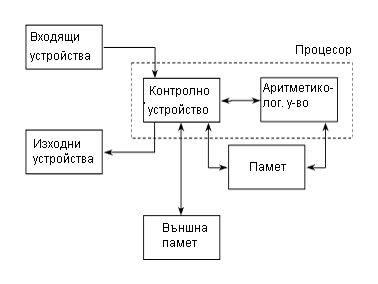 Входящи
устройства
Процесор
Контролно
устройство
Аритметико-
лог. у-во
Изходни
устройства
Памет
Външна
памет